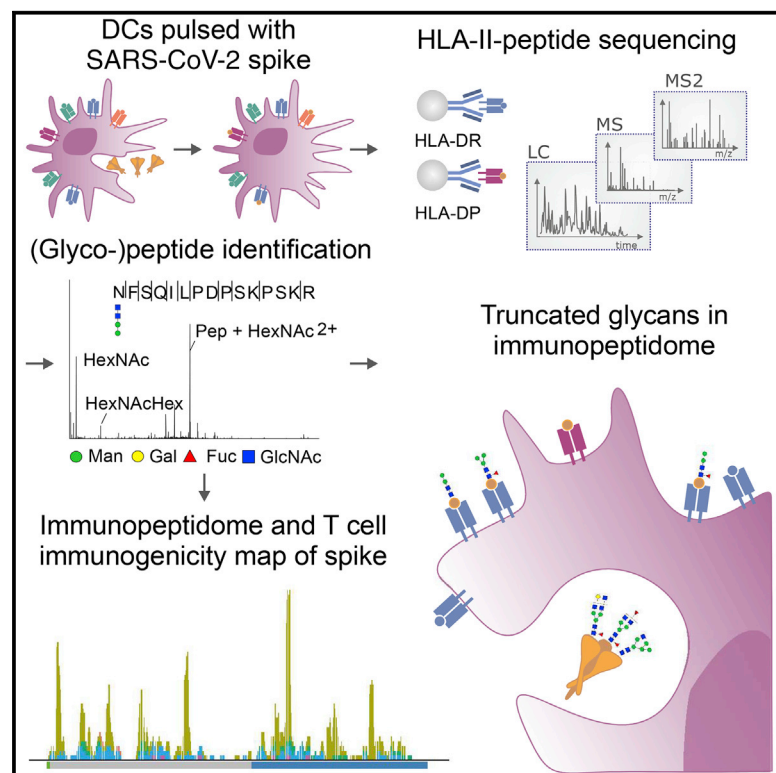 DCs pulsed with
SARS-CoV-2 spike
HLA-II-peptide sequencing
HLA-DR
HLA-DP
LC
time
MS
m/z
MS2
m/z
(Glyco-)peptide identification
NFSQILPDPSKPSKR
HexNAc
Pep + HexNAc 2+
HexNAcHex
Man Gal Fuc GlcNAc
Immunopeptidome and T cell
immunogenicity map of spike
Truncated glycans in
immunopeptidome